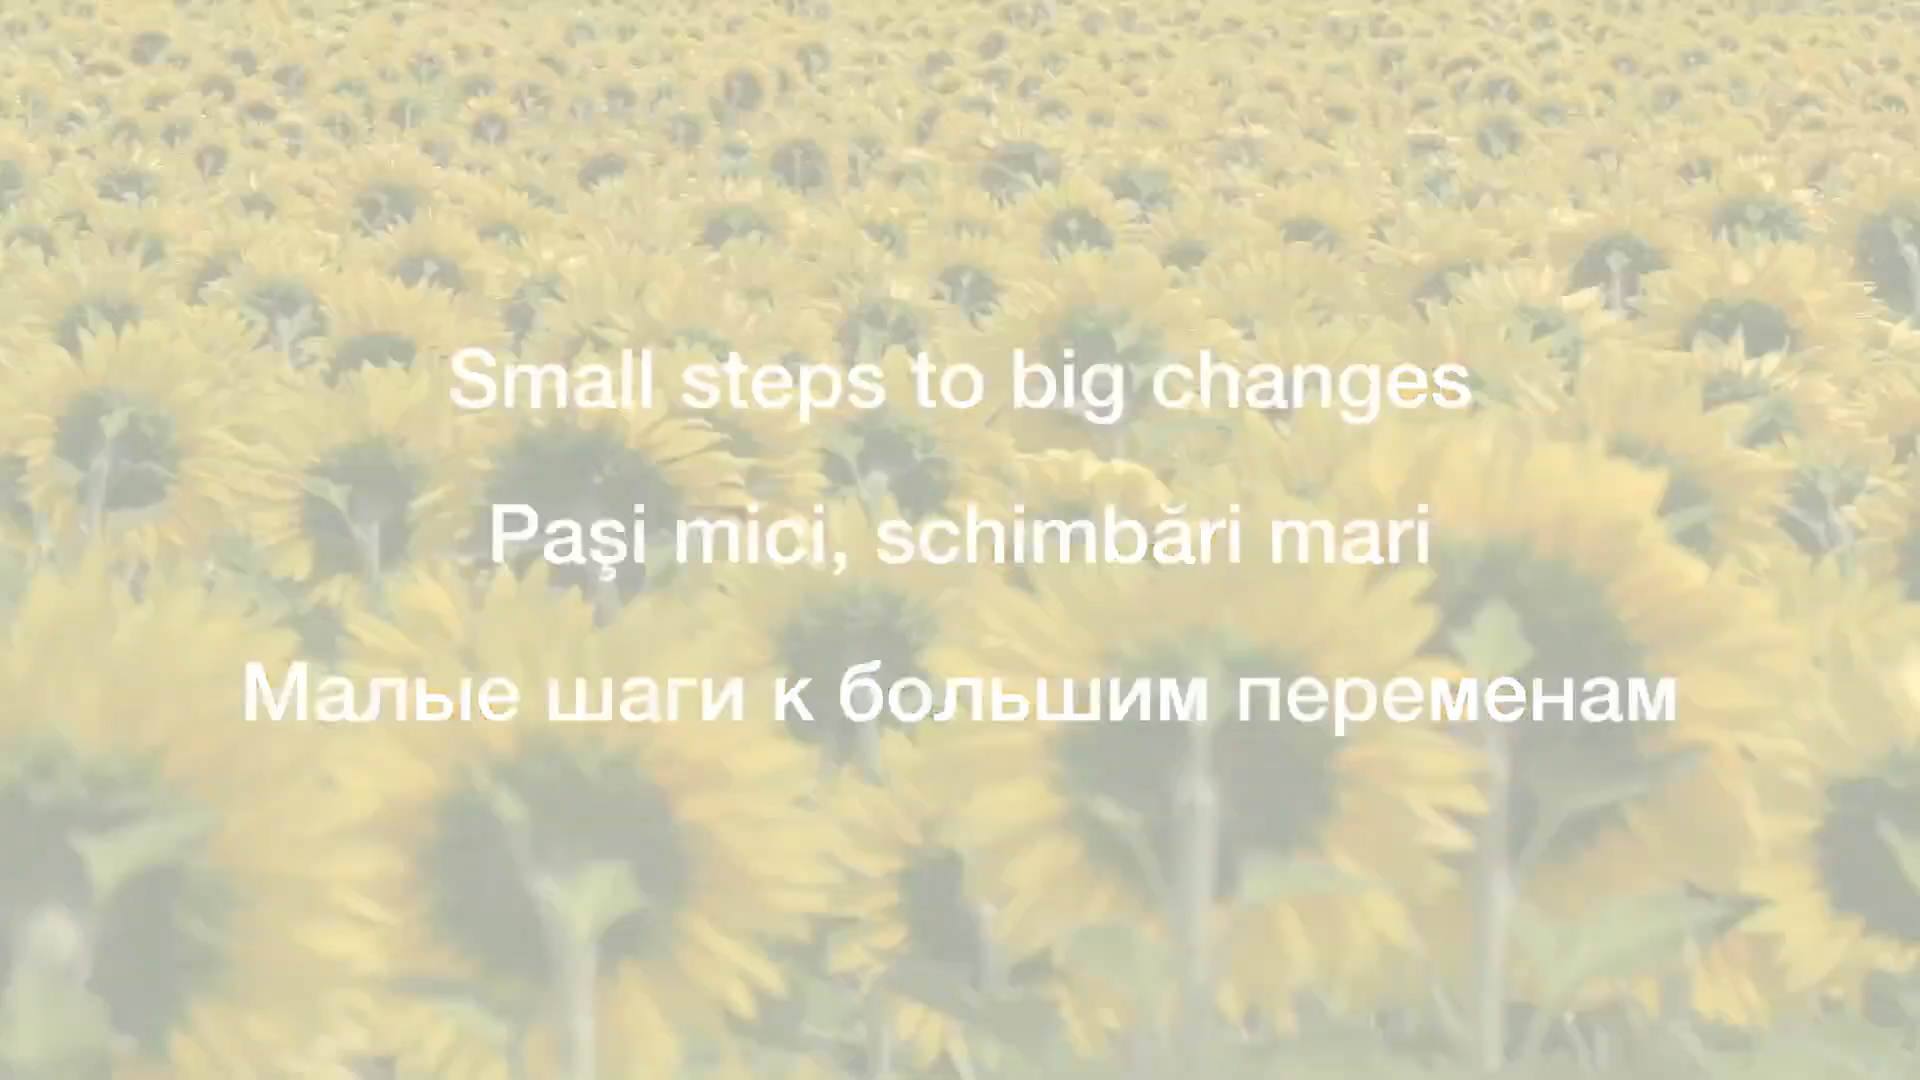 Small steps to big changes
Paşi mici, schimbări mari
Малые шаги к большим переменам